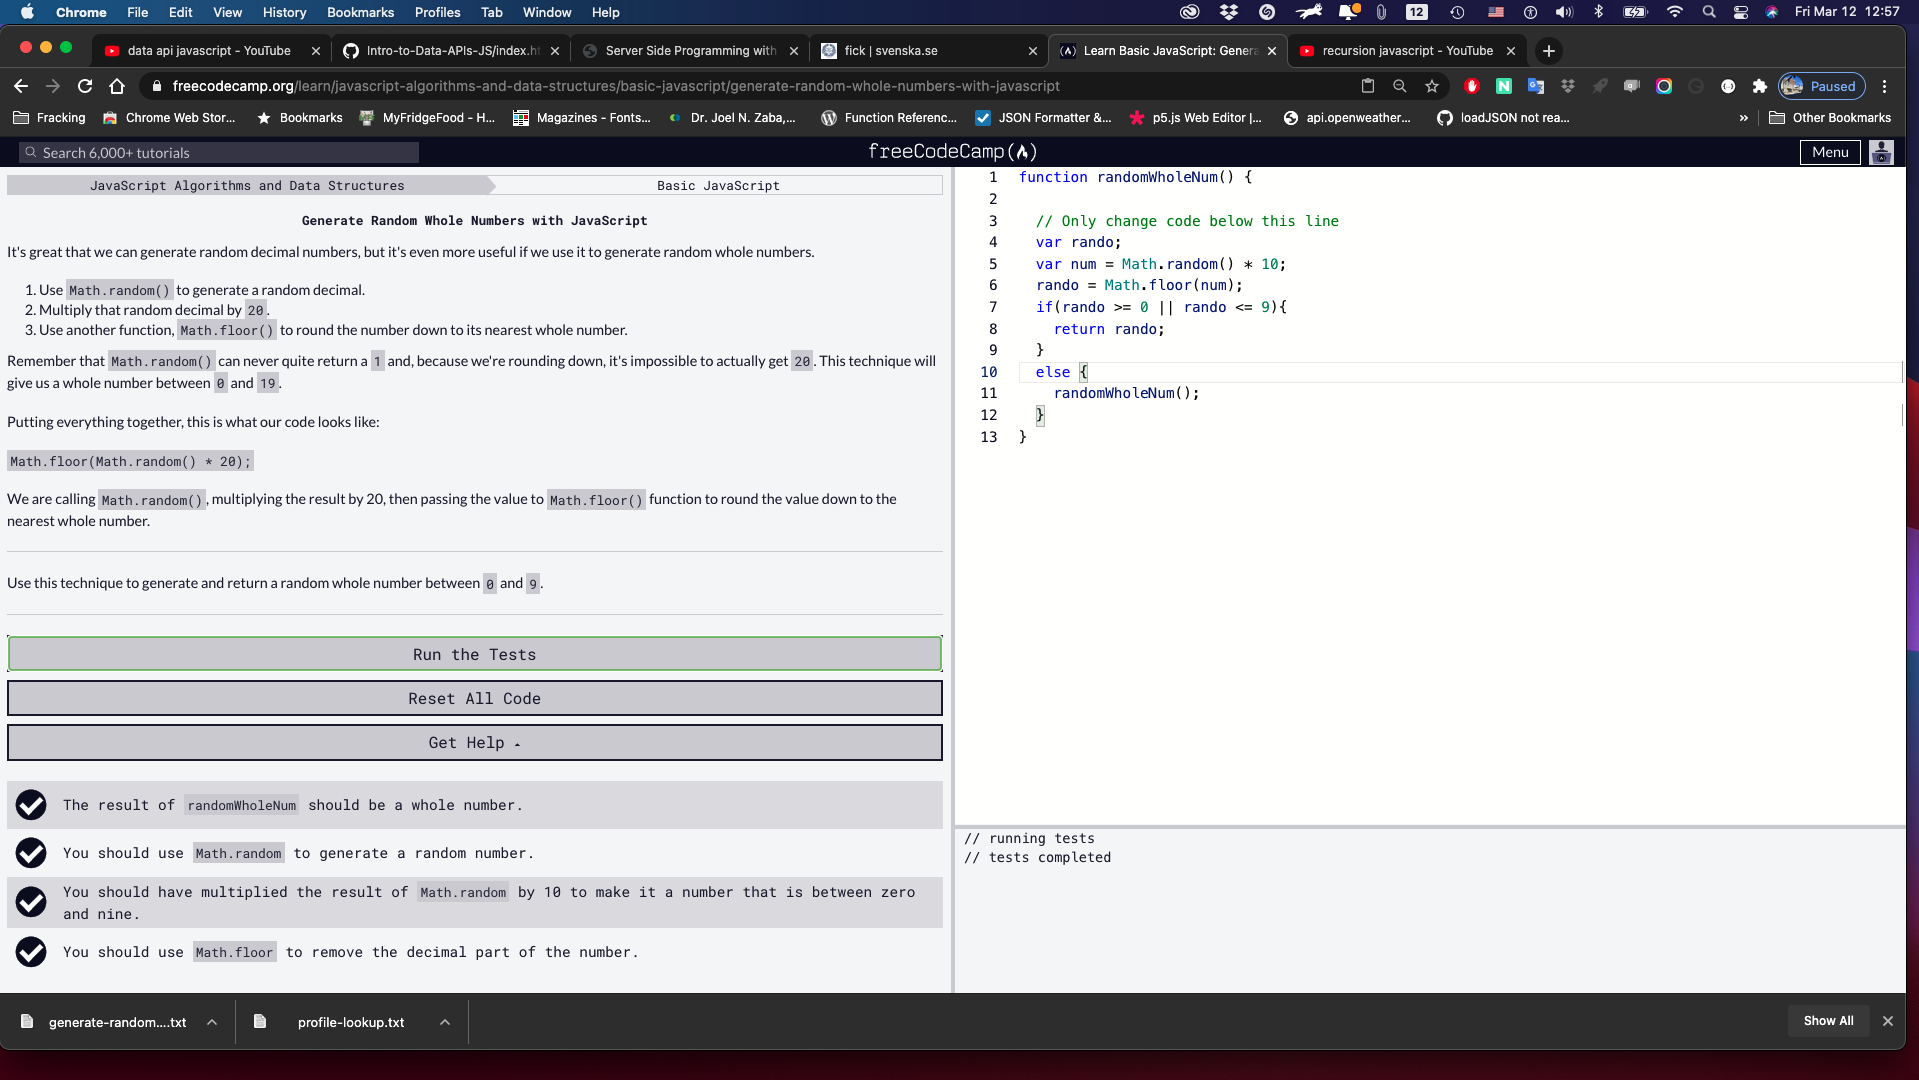 Chrome File Edit View History Bookmarks Profiles Tab Window Help 12 Fri Mar 12 12:57
data api javascript - YouTube
Intro-to-Data-APIs-JS/index.ht
Server Side Programming with
fick | svenska.se
Learn Basic JavaScript: Genera
recursion javascript - YouTube
freecodecamp.org/learn/javascript-algorithms-and-data-structures/basic-javascript/generate-random-whole-numbers-with-javascript
Paused
Fracking Chrome Web Stor... Bookmarks MyFridgeFood - H... Magazines - Fonts... Dr. Joel N. Zaba,... Function Referenc... JSON Formatter &... p5.js Web Editor |... api.openweather... loadJSON not rea... » Other Bookmarks
Search 6,000+ tutorials
freeCodeCamp
Menu
JavaScript Algorithms and Data Structures
Basic JavaScript
Generate Random Whole Numbers with JavaScript
It's great that we can generate random decimal numbers, but it's even more useful if we use it to generate random whole numbers.
1. Use Math.random() to generate a random decimal.
2. Multiply that random decimal by 20.
3. Use another function, Math.floor() to round the number down to its nearest whole number.
Remember that Math.random() can never quite return a 1 and, because we're rounding down, it's impossible to actually get 20. This technique will
give us a whole number between 0 and 19.
Putting everything together, this is what our code looks like:
Math.floor(Math.random() * 20);
We are calling Math.random(), multiplying the result by 20, then passing the value to Math.floor() function to round the value down to the
nearest whole number.
Use this technique to generate and return a random whole number between 0 and 9.
Run the Tests
Reset All Code
Get Help
The result of randomWholeNum should be a whole number.
You should use Math.random to generate a random number.
You should have multiplied the result of Math.random by 10 to make it a number that is between zero
and nine.
You should use Math.floor to remove the decimal part of the number.
1 function randomWholeNum() {
2
3 // Only change code below this line
4 var rando;
5 var num = Math.random() * 10;
6 rando = Math.floor(num);
7 if(rando >= 0 || rando <= 9){
8 return rando;
9 }
10 else {
11 randomWholeNum();
12 }
13 }
// running tests
// tests completed
generate-random....txt
profile-lookup.txt
Show All